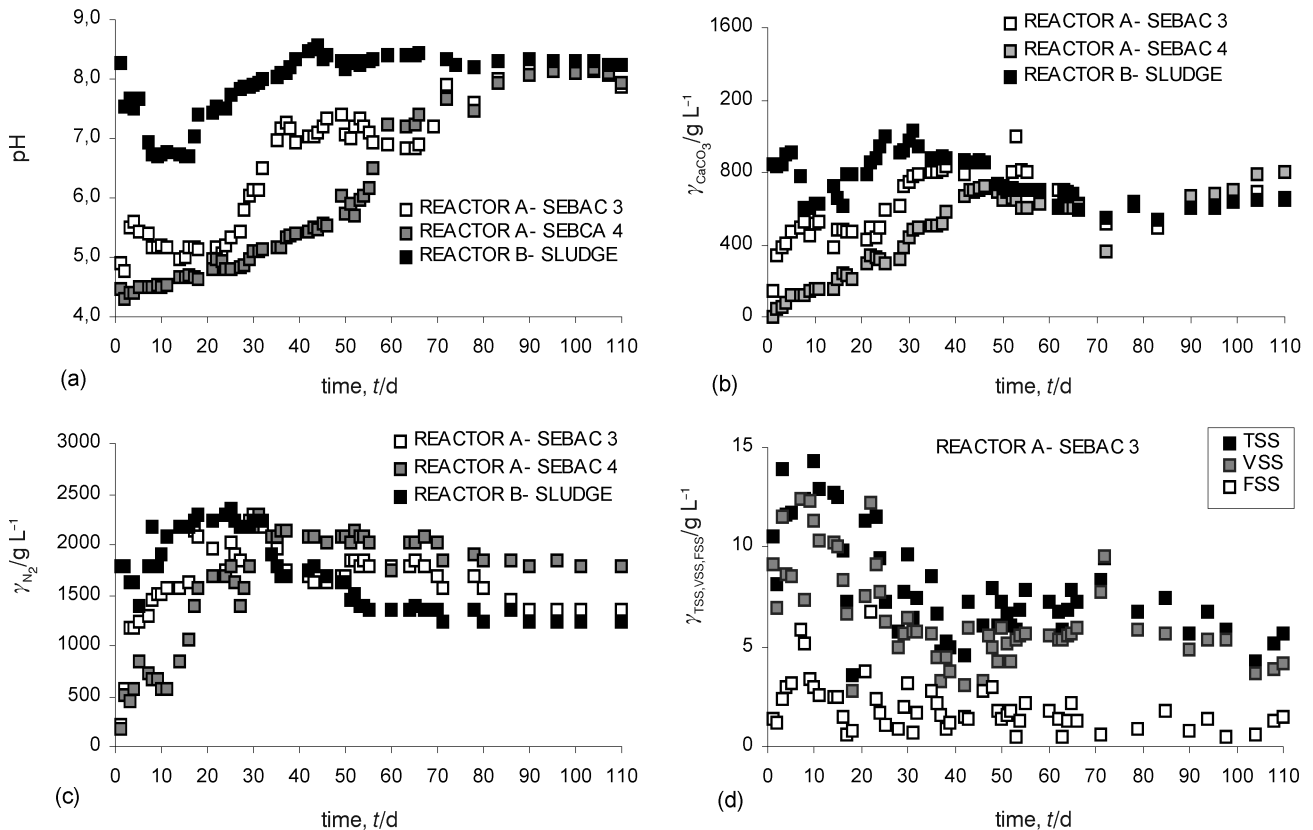 9,0
8,0
7,0
6,0
5,0
4,0
pH
REACTOR A- SEBAC 3
REACTOR A- SEBCA 4
REACTOR B- SLUDGE
0 10 20 30 40 50 60 70 80 90 100 110
time, t/d
(a)
1600
1200
800
400
0
γCaCO3/g L–1
REACTOR A- SEBAC 3
REACTOR A- SEBAC 4
REACTOR B- SLUDGE
0 10 20 30 40 50 60 70 80 90 100 110
time, t/d
(b)
3000
2500
2000
1500
1000
500
0
γN2/g L–1
REACTOR A- SEBAC 3
REACTOR A- SEBAC 4
REACTOR B- SLUDGE
0 10 20 30 40 50 60 70 80 90 100 110
time, t/d
(c)
15
10
5
0
γTSS,VSS,FSS/g L–1
REACTOR A- SEBAC 3
TSS
VSS
FSS
0 10 20 30 40 50 60 70 80 90 100 110
time, t/d
(d)